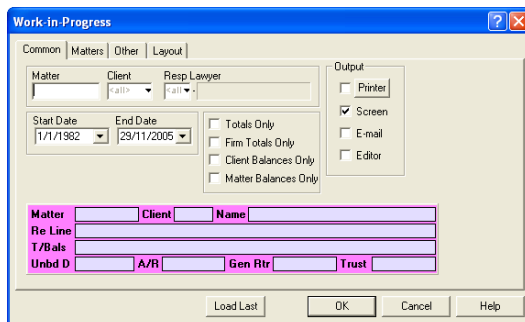 Work-in-Progress
Common Matters Other Layout
Matter Client Resp Lawyer
<all> <all
Output
Printer
Screen
E-mail
Editor
Start Date End Date
1/1/1982 29/11/2005
Totals Only
Firm Totals Only
Client Balances Only
Matter Balances Only
Matter Client Name
Re Line
T/Bals
Unbd D A/R Gen Rtr Trust
Load Last OK Cancel Help